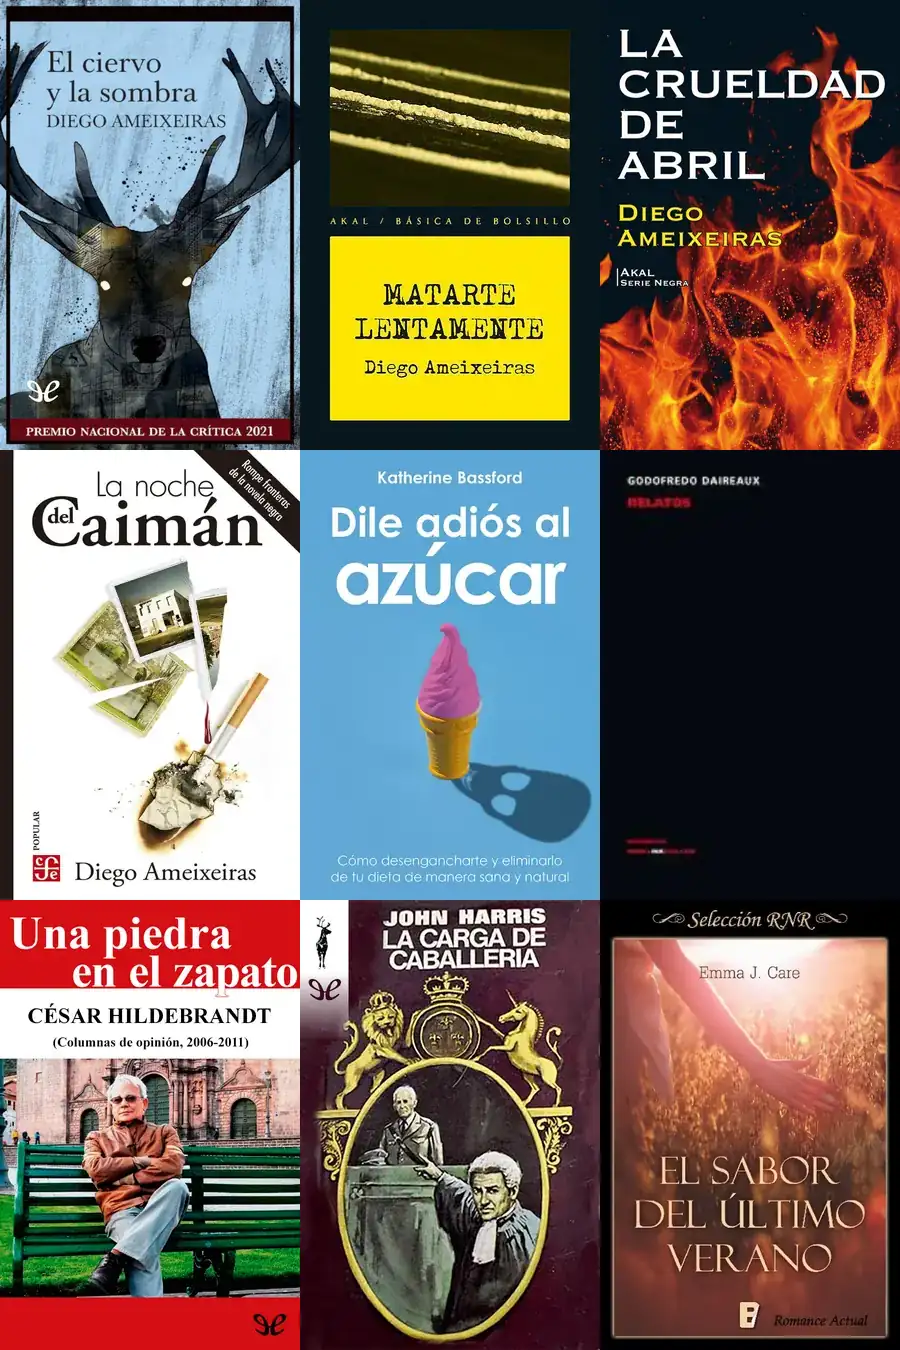 El ciervo
y la sombra
DIEGO AMEIXEIRAS
PREMIO NACIONAL DE LA CRÍTICA 2021
AKAL / BÁSICA DE BOLSILLO
MATARTE
LENTAMENTE
Diego Ameixeiras
LA
CRUELDAD
DE
ABRIL
DIEGO
AMEIXEIRAS
AKAL
SERIE NEGRA
La noche
del Caimán
Rompe fronteras
de la novela negra
POPULAR
Diego Ameixeiras
Katherine Bassford
Dile adiós al
azúcar
Cómo desengancharte y eliminarlo
de tu dieta de manera sana y natural
GODOFREDO DAIREAUX
RELATOS
Una piedra
en el zapato
CÉSAR HILDEBRANDT
(Columnas de opinión, 2006-2011)
JOHN HARRIS
LA CARGA DE
CABALLERIA
Selección RNR
Emma J. Care
EL SABOR
DEL ÚLTIMO
VERANO
B
Romance Actual